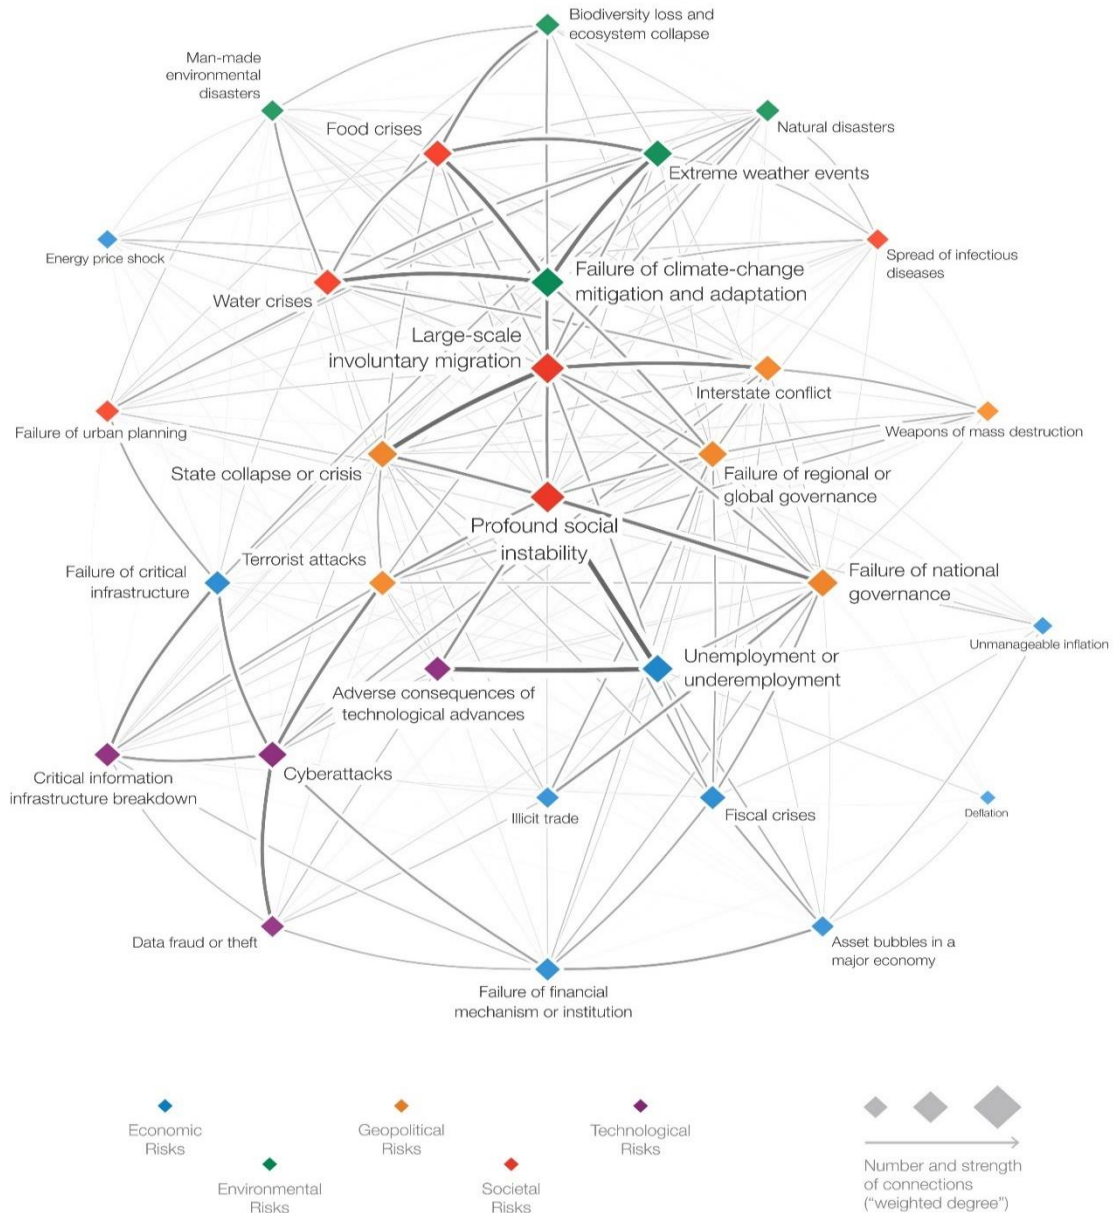 Biodiversity loss and
ecosystem collapse
Man-made
environmental
disasters
Food crises
Natural disasters
Extreme weather events
Energy price shock
Spread of infectious
diseases
Water crises
Failure of climate-change
mitigation and adaptation
Large-scale
involuntary migration
Interstate conflict
Failure of urban planning
Weapons of mass destruction
State collapse or crisis
Failure of regional or
global governance
Profound social
instability
Terrorist attacks
Failure of critical
infrastructure
Failure of national
governance
Unmanageable inflation
Unemployment or
underemployment
Adverse consequences of
technological advances
Critical information
infrastructure breakdown
Cyberattacks
Illicit trade
Fiscal crises
Deflation
Data fraud or theft
Asset bubbles in a
major economy
Failure of financial
mechanism or institution
Economic
Risks
Geopolitical
Risks
Technological
Risks
Environmental
Risks
Societal
Risks
Number and strength
of connections
(“weighted degree”)